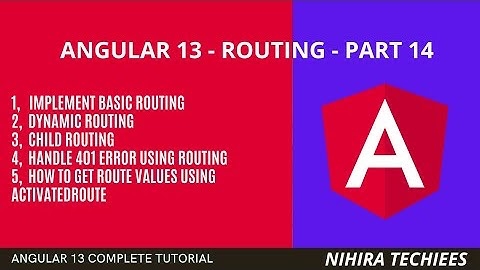 ANGULAR 13 - ROUTING - PART 14
1, IMPLEMENT BASIC ROUTING
2, DYNAMIC ROUTING
3, CHILD ROUTING
4, HANDLE 401 ERROR USING ROUTING
5, HOW TO GET ROUTE VALUES USING
ACTIVATEDROUTE
A
ANGULAR 13 COMPLETE TUTORIAL
NIHIRA TECHIEES